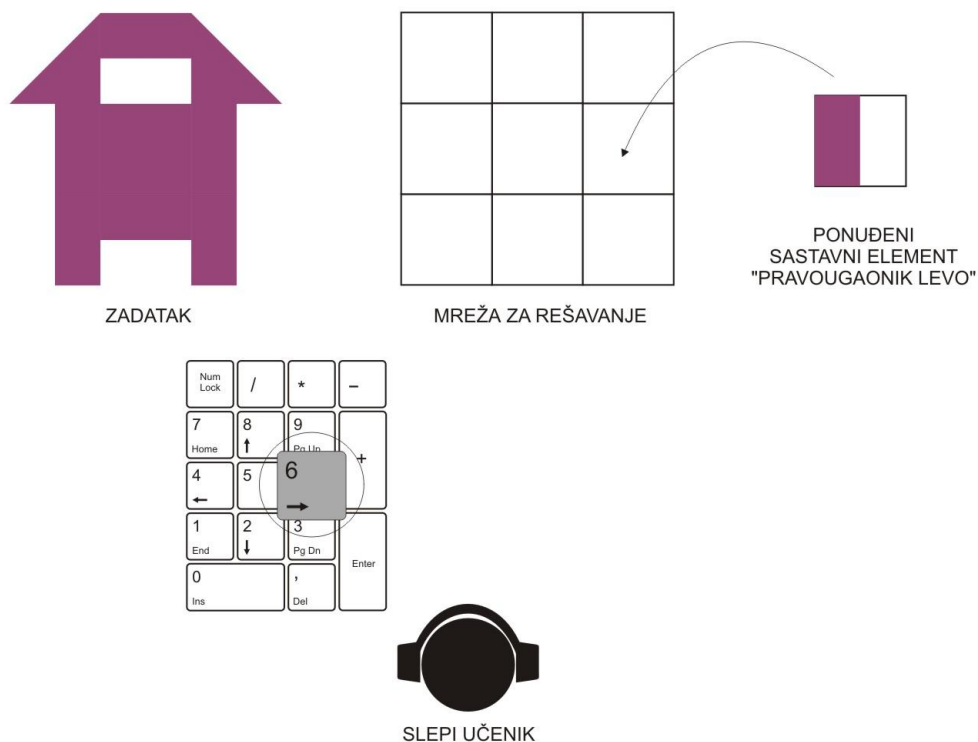 ZADATAK
MREŽA ZA REŠAVANJE
PONUĐENI
SASTAVNI ELEMENT
"PRAVOUGAONIK LEVO"
Num
Lock
/
*
-
7
Home
8
9
Pg Up
+
4
5
6
1
End
2
3
Pg Dn
Enter
0
Ins
,
Del
SLEPI UČENIK